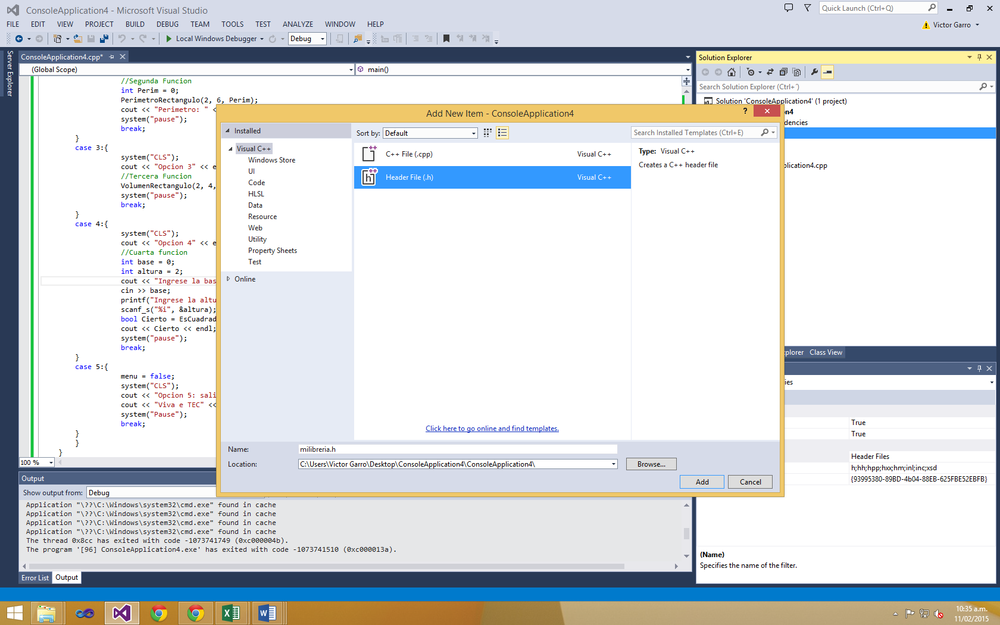 ConsoleApplication4 - Microsoft Visual Studio
Quick Launch (Ctrl+Q)
FILE EDIT VIEW PROJECT BUILD DEBUG TEAM TOOLS TEST ANALYZE WINDOW HELP
Victor Garro
Local Windows Debugger Debug
Server Explorer
ConsoleApplication4.cpp*
(Global Scope) main()
//Segunda Funcion
int Perim = 0;
PerimetroRectangulo(2, 6, Perim);
cout << "Perimetro: " <
system("pause");
break;
}
case 3:{
system("CLS");
cout << "Opcion 3" << e
//Tercera Funcion
VolumenRectangulo(2, 4,
system("pause");
break;
}
case 4:{
system("CLS");
cout << "Opcion 4" << e
//Cuarta funcion
int base = 0;
int altura = 2;
cout << "Ingrese la bas
cin >> base;
printf("Ingrese la altu
scanf_s("%i", &altura);
bool Cierto = EsCuadrad
cout << Cierto << endl;
system("pause");
break;
}
case 5:{
menu = false;
system("CLS");
cout << "Opcion 5: sali
cout << "Viva e TEC" <<
system("Pause");
break;
}
}
}
100 %
Add New Item - ConsoleApplication4
?
Installed
Visual C++
Windows Store
UI
Code
HLSL
Data
Resource
Web
Utility
Property Sheets
Test
Online
Sort by: Default
Search Installed Templates (Ctrl+E)
C++ File (.cpp) Visual C++
Header File (.h) Visual C++
Type: Visual C++
Creates a C++ header file
Click here to go online and find templates.
Name: milibreria.h
Location: C:\Users\Victor Garro\Desktop\ConsoleApplication4\ConsoleApplication4\
Browse...
Add Cancel
Solution Explorer
Search Solution Explorer (Ctrl+´)
Solution 'ConsoleApplication4' (1 project)
n4
dencies
plication4.cpp
plorer Class View
ies
True
True
Header Files
h;hh;hpp;hxx;hm;inl;inc;xsd
{93995380-89BD-4b04-88EB-625FBE52EBFB}
(Name)
Specifies the name of the filter.
Output
Show output from: Debug
Application "\??\C:\Windows\system32\cmd.exe" found in cache
Application "\??\C:\Windows\system32\cmd.exe" found in cache
Application "\??\C:\Windows\system32\cmd.exe" found in cache
Application "\??\C:\Windows\system32\cmd.exe" found in cache
The thread 0x8cc has exited with code -1073741749 (0xc000004b).
The program '[96] ConsoleApplication4.exe' has exited with code -1073741510 (0xc000013a).
Error List Output
10:35 a.m.
11/02/2015